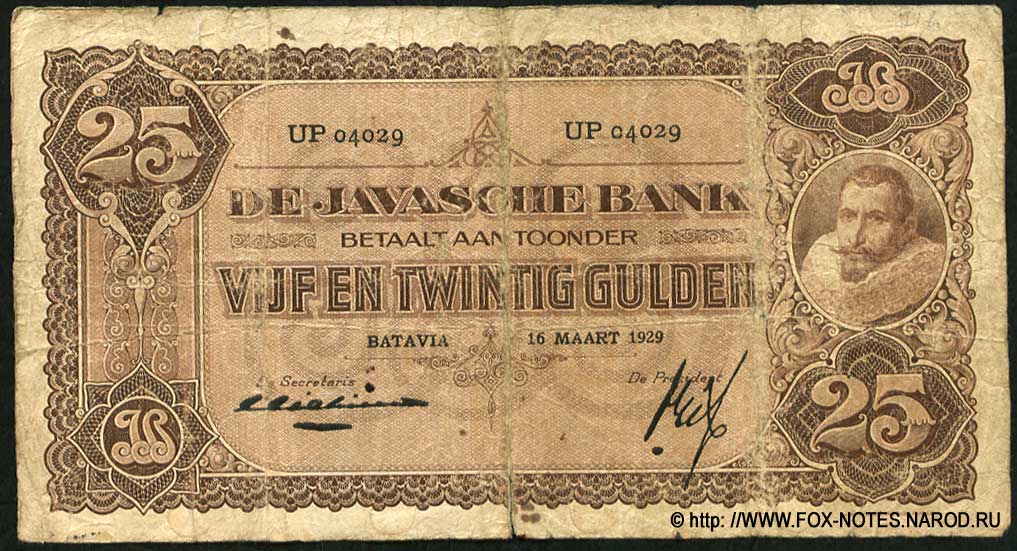 25
UP 04029 UP 04029
DE JAVASCHE BANK
BETAALT AAN TOONDER
VIJF EN TWINTIG GULDEN
BATAVIA 16 MAART 1929
De Secretaris De President
25
© http: //WWW.FOX-NOTES.NAROD.RU